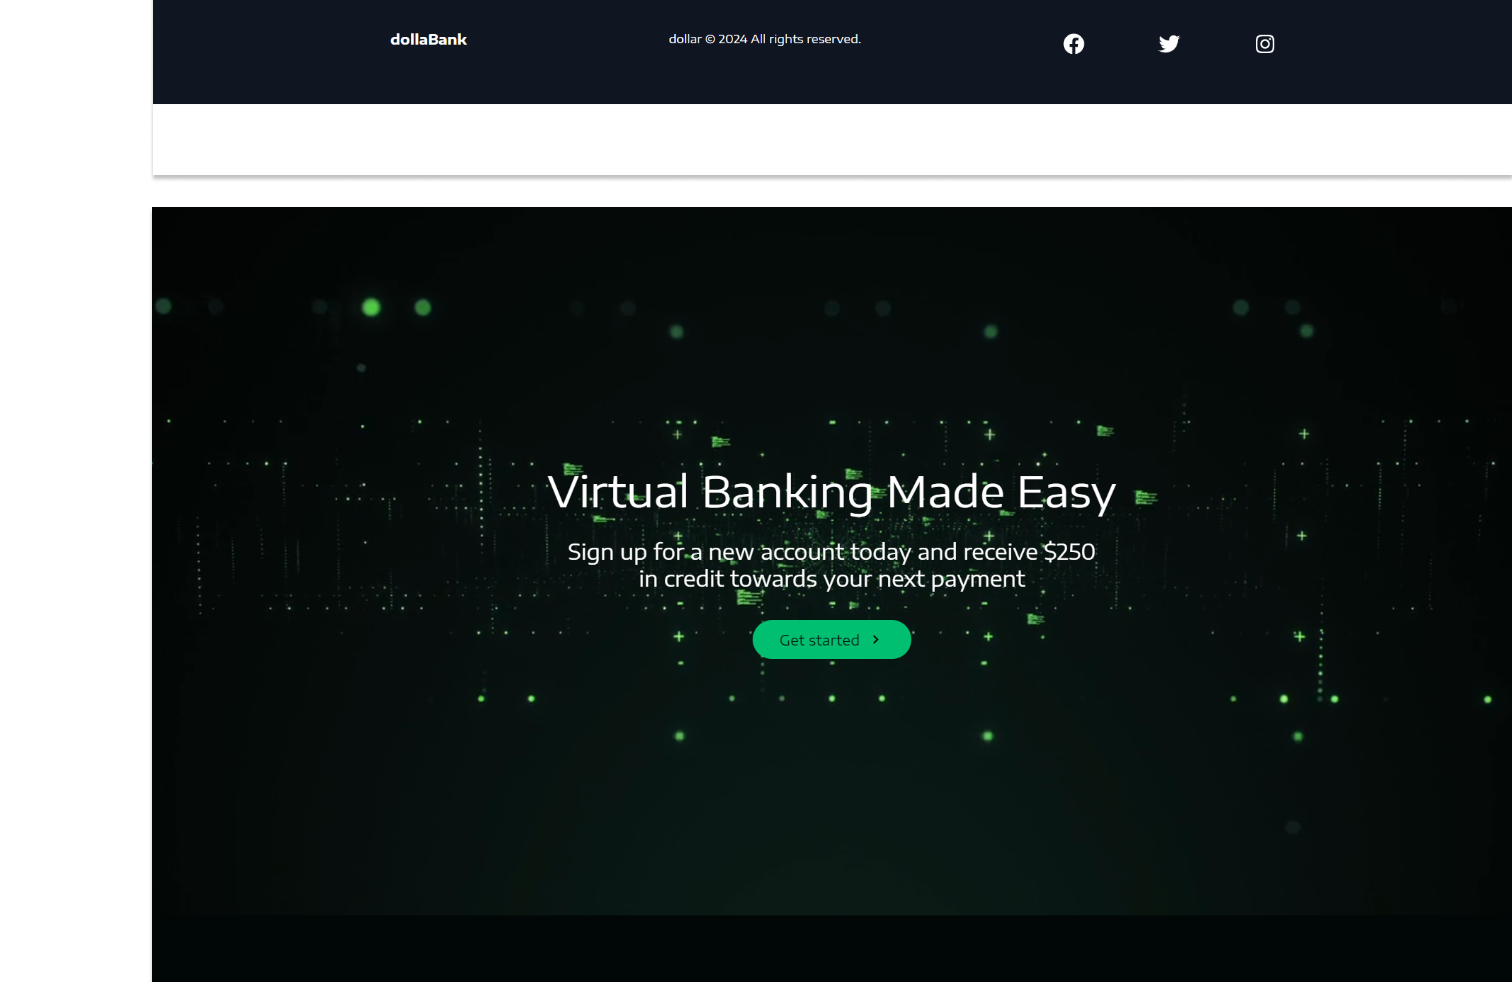 dollaBank
dollar © 2024 All rights reserved.
Virtual Banking Made Easy
Sign up for a new account today and receive $250
in credit towards your next payment
Get started